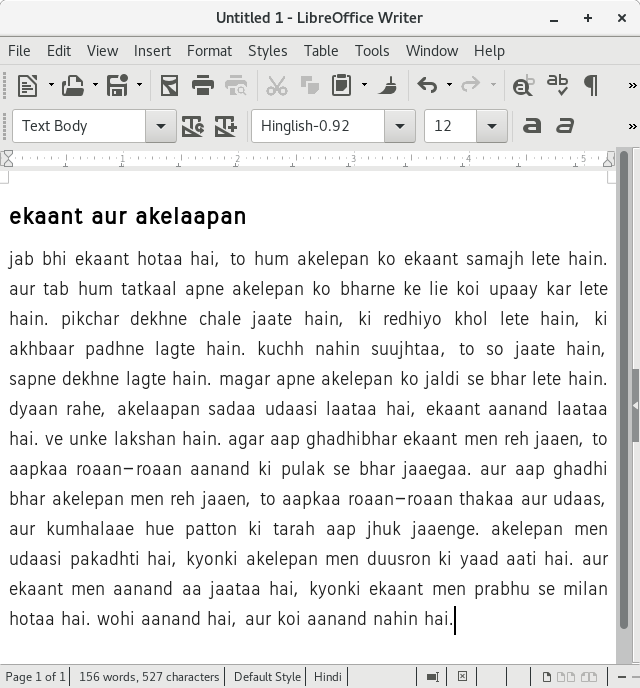 Untitled 1 - LibreOffice Writer
File Edit View Insert Format Styles Table Tools Window Help
Text Body Hinglish-0.92 12 a a
1 2 3 4 5
ekaant aur akelaapan
jab bhi ekaant hotaa hai, to hum akelepan ko ekaant samajh lete hain.
aur tab hum tatkaal apne akelepan ko bharne ke lie koi upaay kar lete
hain. pikchar dekhne chale jaate hain, ki redhiyo khol lete hain, ki
akhbaar padhne lagte hain. kuchh nahin suujhtaa, to so jaate hain,
sapne dekhne lagte hain. magar apne akelepan ko jaldi se bhar lete hain.
dyaan rahe, akelaapan sadaa udaasi laataa hai, ekaant aanand laataa
hai. ve unke lakshan hain. agar aap ghadhibhar ekaant men reh jaaen, to
aapkaa roaan–roaan aanand ki pulak se bhar jaaegaa. aur aap ghadhi
bhar akelepan men reh jaaen, to aapkaa roaan–roaan thakaa aur udaas,
aur kumhalaae hue patton ki tarah aap jhuk jaaenge. akelepan men
udaasi pakadhti hai, kyonki akelepan men duusron ki yaad aati hai. aur
ekaant men aanand aa jaataa hai, kyonki ekaant men prabhu se milan
hotaa hai. wohi aanand hai, aur koi aanand nahin hai.
Page 1 of 1 156 words, 527 characters Default Style Hindi